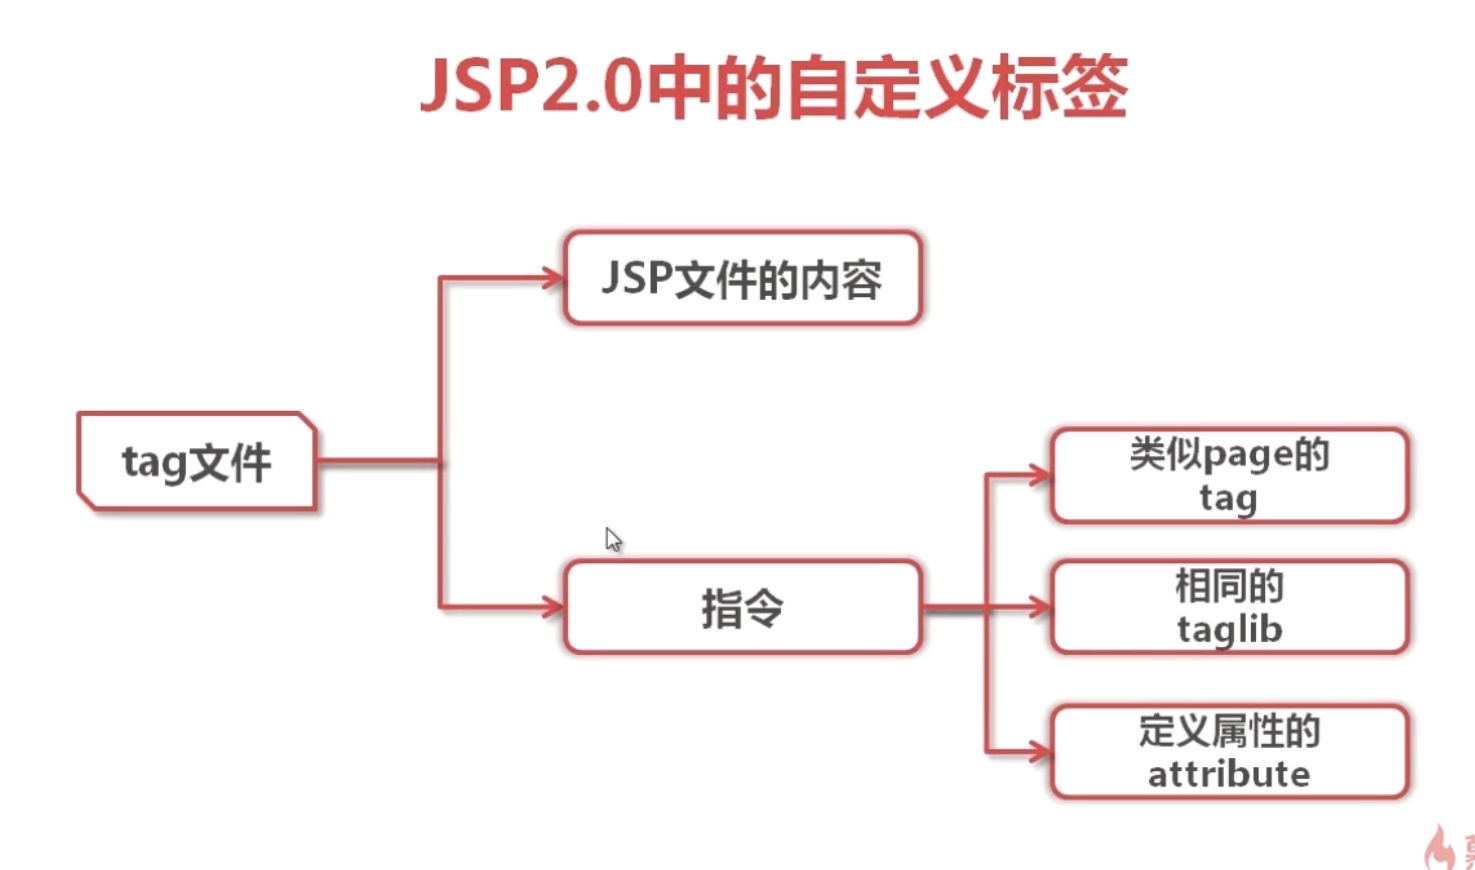 JSP2.0中的自定义标签
JSP文件的内容
tag文件
指令
类似page的
tag
相同的
taglib
定义属性的
attribute